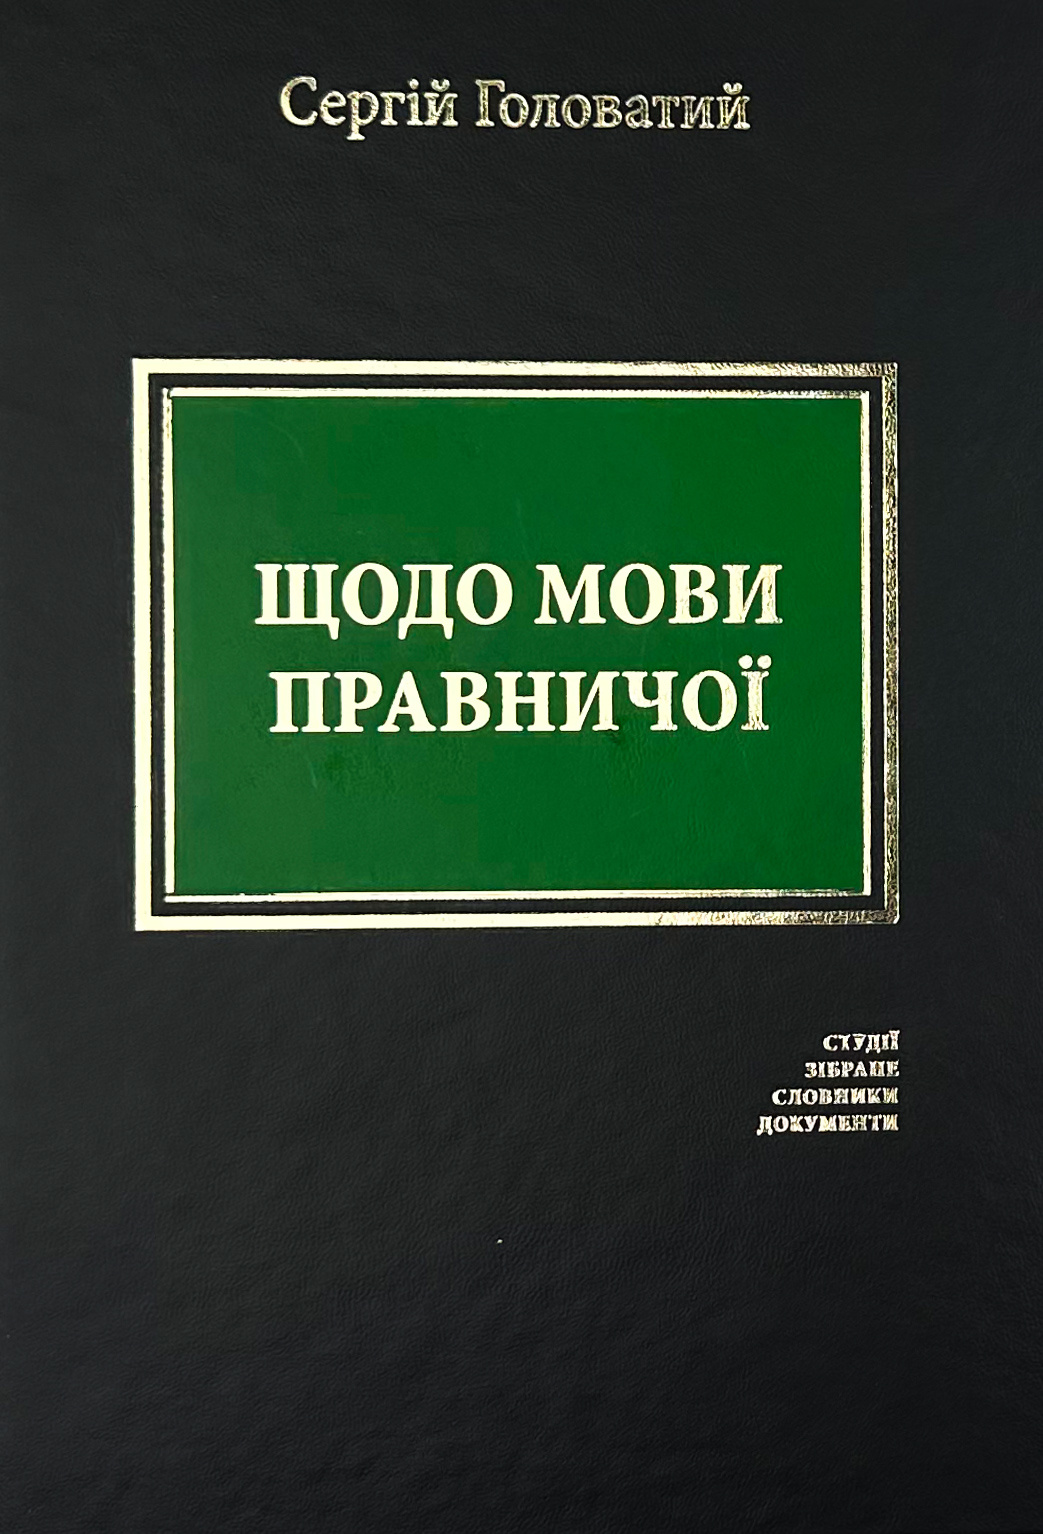 Сергій Головатий
ЩОДО МОВИ
ПРАВНИЧОЇ
СТУДІЇ
ЗІБРАНЕ
СЛОВНИКИ
ДОКУМЕНТИ